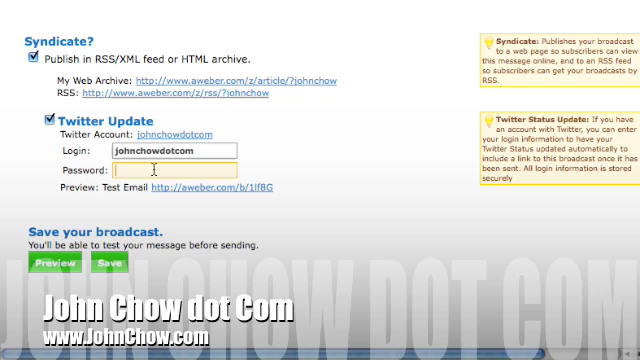 Syndicate?
Publish in RSS/XML feed or HTML archive.
My Web Archive: http://www.aweber.com/z/article/?johnchow
RSS: http://www.aweber.com/z/rss/?johnchow
Twitter Update
Twitter Account: johnchowdotcom
Login: johnchowdotcom
Password:
Preview: Test Email http://aweber.com/b/1lf8G
Save your broadcast.
You'll be able to test your message before sending.
Preview Save
Syndicate: Publishes your broadcast
to a web page so subscribers can view
this message online, and to an RSS feed
so subscribers can get your broadcasts by
RSS.
Twitter Status Update: If you have
an account with Twitter, you can enter
your login information to have your
Twitter Status updated automatically to
include a link to this broadcast once it has
been sent. All login information is stored
securely
JOHN CHOW DOT COM
John Chow dot Com
www.JohnChow.com